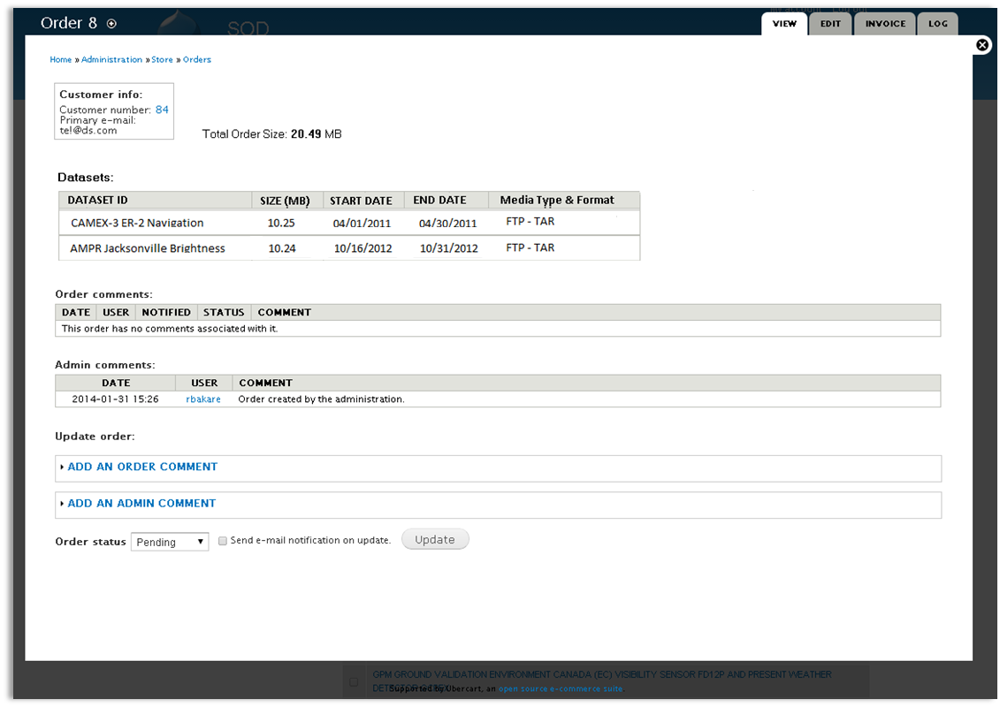 My account Log out
Order 8
SOD
VIEW EDIT INVOICE LOG
Home » Administration » Store » Orders
Customer info:
Customer number: 84
Primary e-mail:
te!@ds.com
Total Order Size: 20.49 MB
Datasets:
DATASET ID SIZE (MB) START DATE END DATE Media Type & Format
CAMEX-3 ER-2 Navigation 10.25 04/01/2011 04/30/2011 FTP - TAR
AMPR Jacksonville Brightness 10.24 10/16/2012 10/31/2012 FTP - TAR
Order comments:
DATE USER NOTIFIED STATUS COMMENT
This order has no comments associated with it.
Admin comments:
DATE USER COMMENT
2014-01-31 15:26 rbakare Order created by the administration.
Update order:
ADD AN ORDER COMMENT
ADD AN ADMIN COMMENT
Order status Pending Send e-mail notification on update. Update
GPM GROUND VALIDATION ENVIRONMENT CANADA (EC) VISIBILITY SENSOR FD12P AND PRESENT WEATHER
Supported by Ubercart, an open source e-commerce suite.